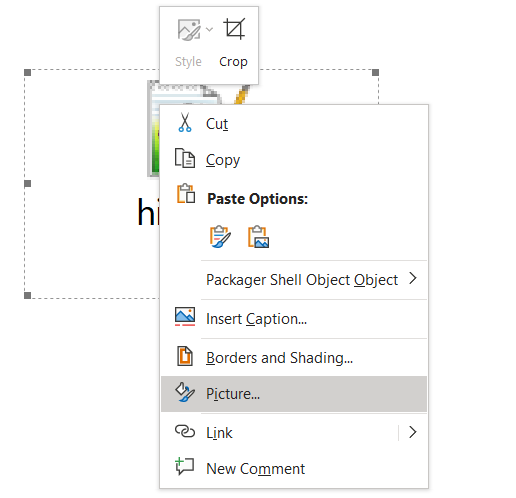 Style Crop
Cut
Copy
Paste Options:
Packager Shell Object Object
Insert Caption...
Borders and Shading...
Picture...
Link
New Comment